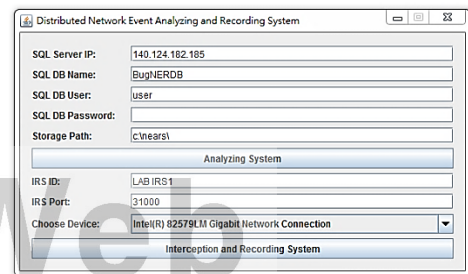 Distributed Network Event Analyzing and Recording System
SQL Server IP: 140.124.182.185
SQL DB Name: BugNERDB
SQL DB User: user
SQL DB Password:
Storage Path: c:\nears\
Analyzing System
IRS ID: LAB IRS1
IRS Port: 31000
Choose Device: Intel(R) 82579LM Gigabit Network Connection
Interception and Recording System
Web